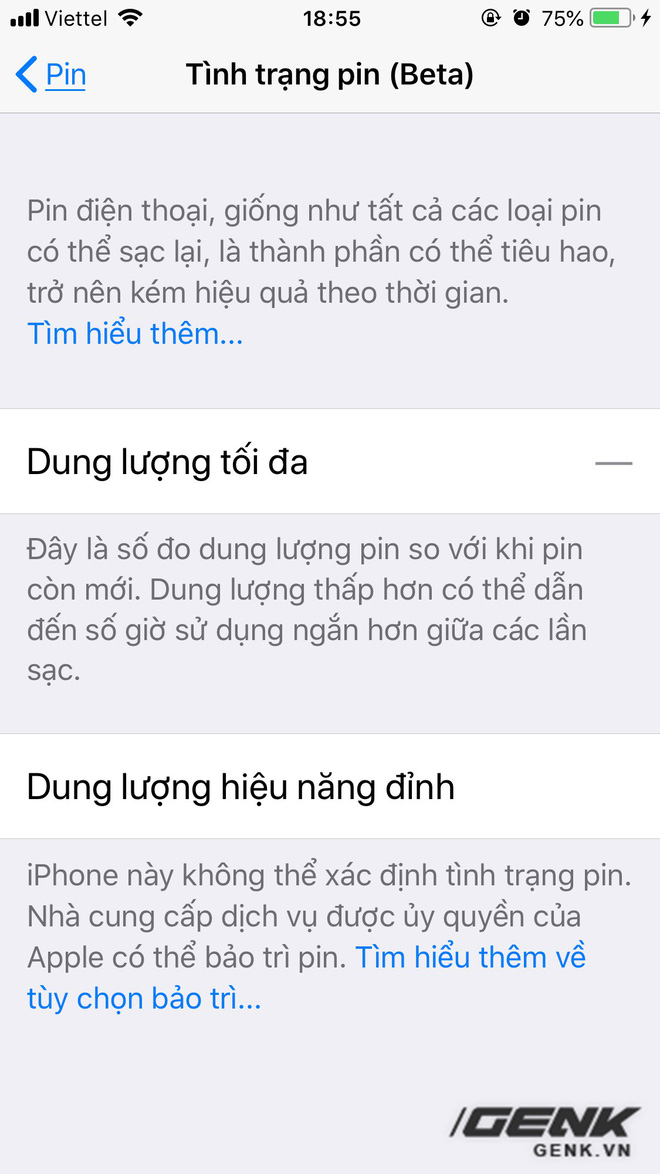 Viettel 18:55 75%
Pin Tình trạng pin (Beta)
Pin điện thoại, giống như tất cả các loại pin
có thể sạc lại, là thành phần có thể tiêu hao,
trở nên kém hiệu quả theo thời gian.
Tìm hiểu thêm...
Dung lượng tối đa —
Đây là số đo dung lượng pin so với khi pin
còn mới. Dung lượng thấp hơn có thể dẫn
đến số giờ sử dụng ngắn hơn giữa các lần
sạc.
Dung lượng hiệu năng đỉnh
iPhone này không thể xác định tình trạng pin.
Nhà cung cấp dịch vụ được ủy quyền của
Apple có thể bảo trì pin. Tìm hiểu thêm về
tùy chọn bảo trì...
GENK
GENK.VN